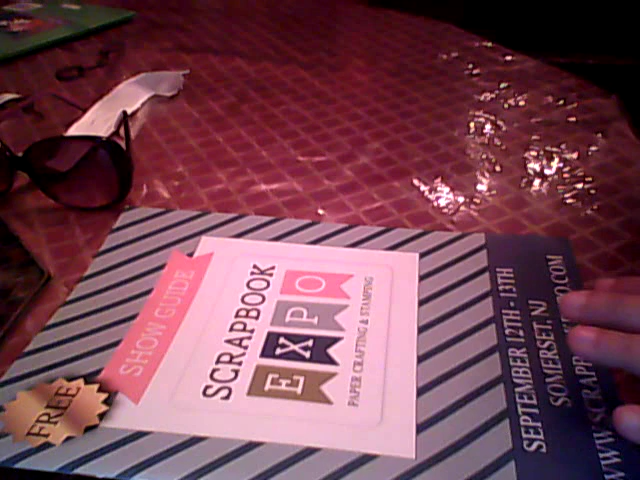 FREE
SHOW GUIDE
SCRAPBOOK
EXPO
PAPER CRAFTING & STAMPING
SEPTEMBER 12TH - 13TH
SOMERSET, NJ